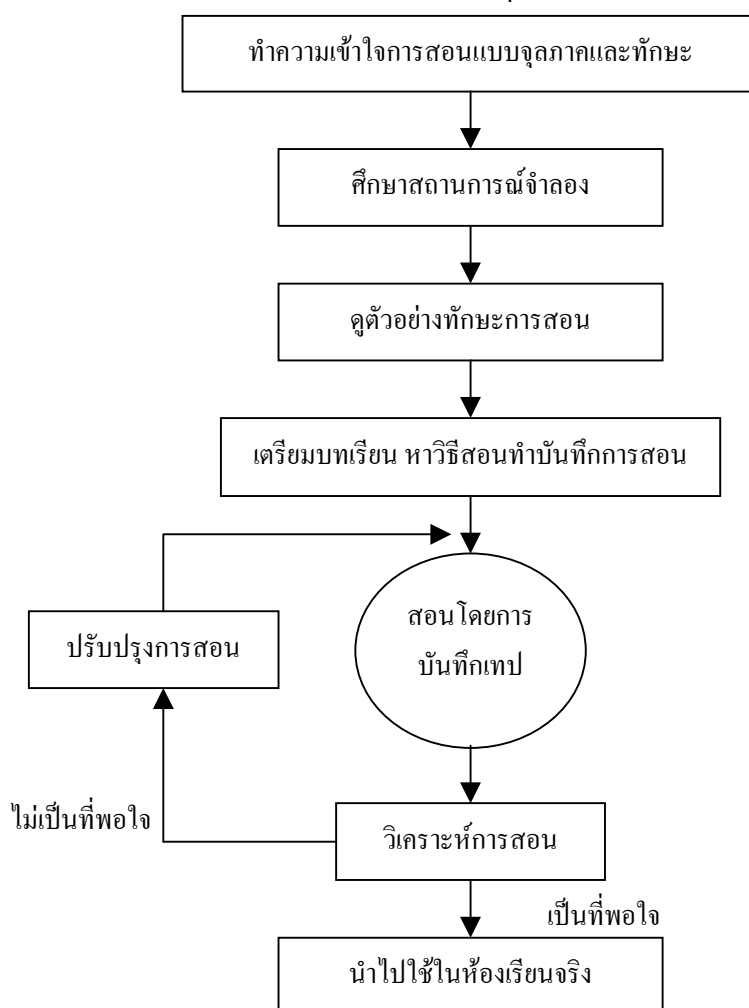 ทำความเข้าใจการสอนแบบจุลภาคและทักษะ
ศึกษาสถานการณ์จำลอง
ดูตัวอย่างทักษะการสอน
เตรียมบทเรียน หาวิธีสอนทำบันทึกการสอน
สอนโดยการ
บันทึกเทป
ปรับปรุงการสอน
ไม่เป็นที่พอใจ
วิเคราะห์การสอน
เป็นที่พอใจ
นำไปใช้ในห้องเรียนจริง